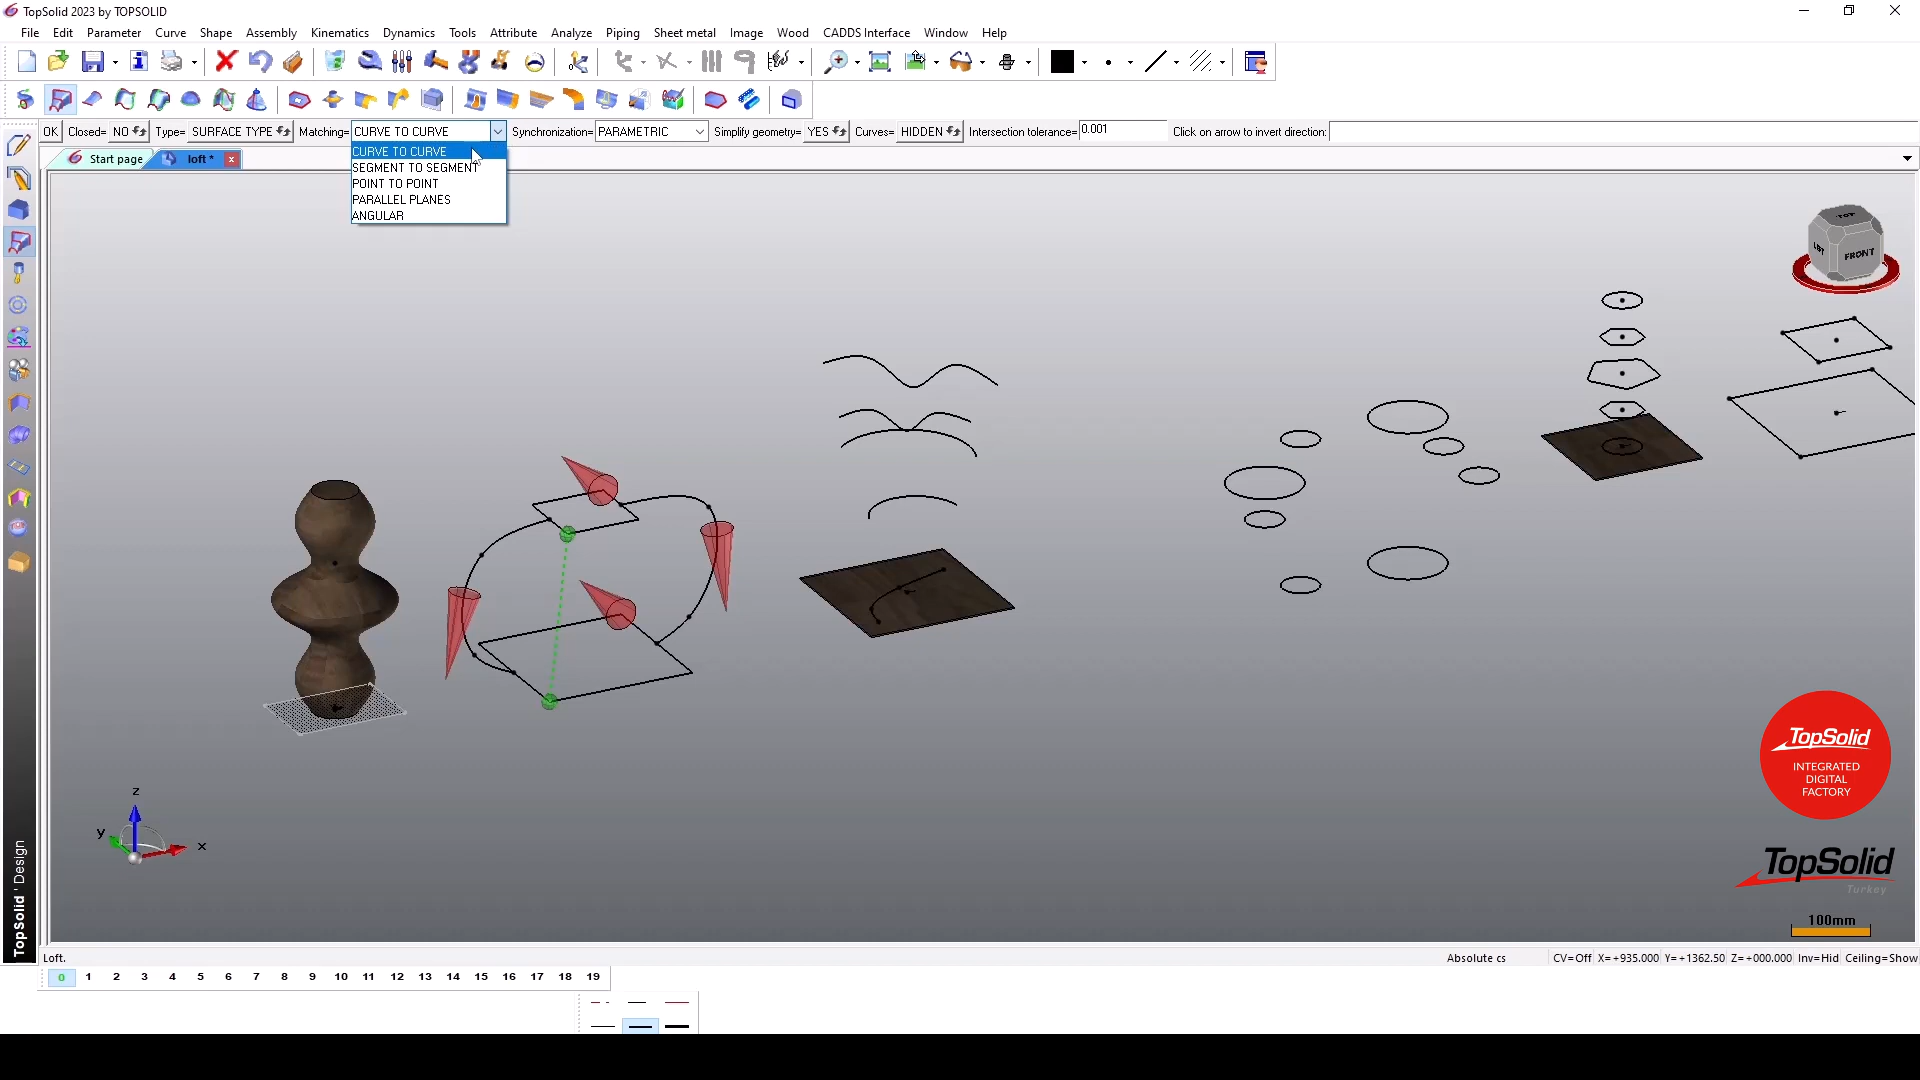 TopSolid 2023 by TOPSOLID
File Edit Parameter Curve Shape Assembly Kinematics Dynamics Tools Attribute Analyze Piping Sheet metal Image Wood CADDS Interface Window Help
OK Closed= NO Type= SURFACE TYPE Matching= CURVE TO CURVE Synchronization= PARAMETRIC Simplify geometry= YES Curves= HIDDEN Intersection tolerance= 0.001 Click on arrow to invert direction:
Start page loft *
CURVE TO CURVE
SEGMENT TO SEGMENT
POINT TO POINT
PARALLEL PLANES
ANGULAR
TOP
LEFT FRONT
TopSolid
INTEGRATED
DIGITAL
FACTORY
z
y x
TopSolid
Turkey
100mm
TopSolid ' Design
Loft. Absolute cs CV=Off X=+935.000 Y=+1362.50 Z=+000.000 Inv=Hid Ceiling=Show
0 1 2 3 4 5 6 7 8 9 10 11 12 13 14 15 16 17 18 19